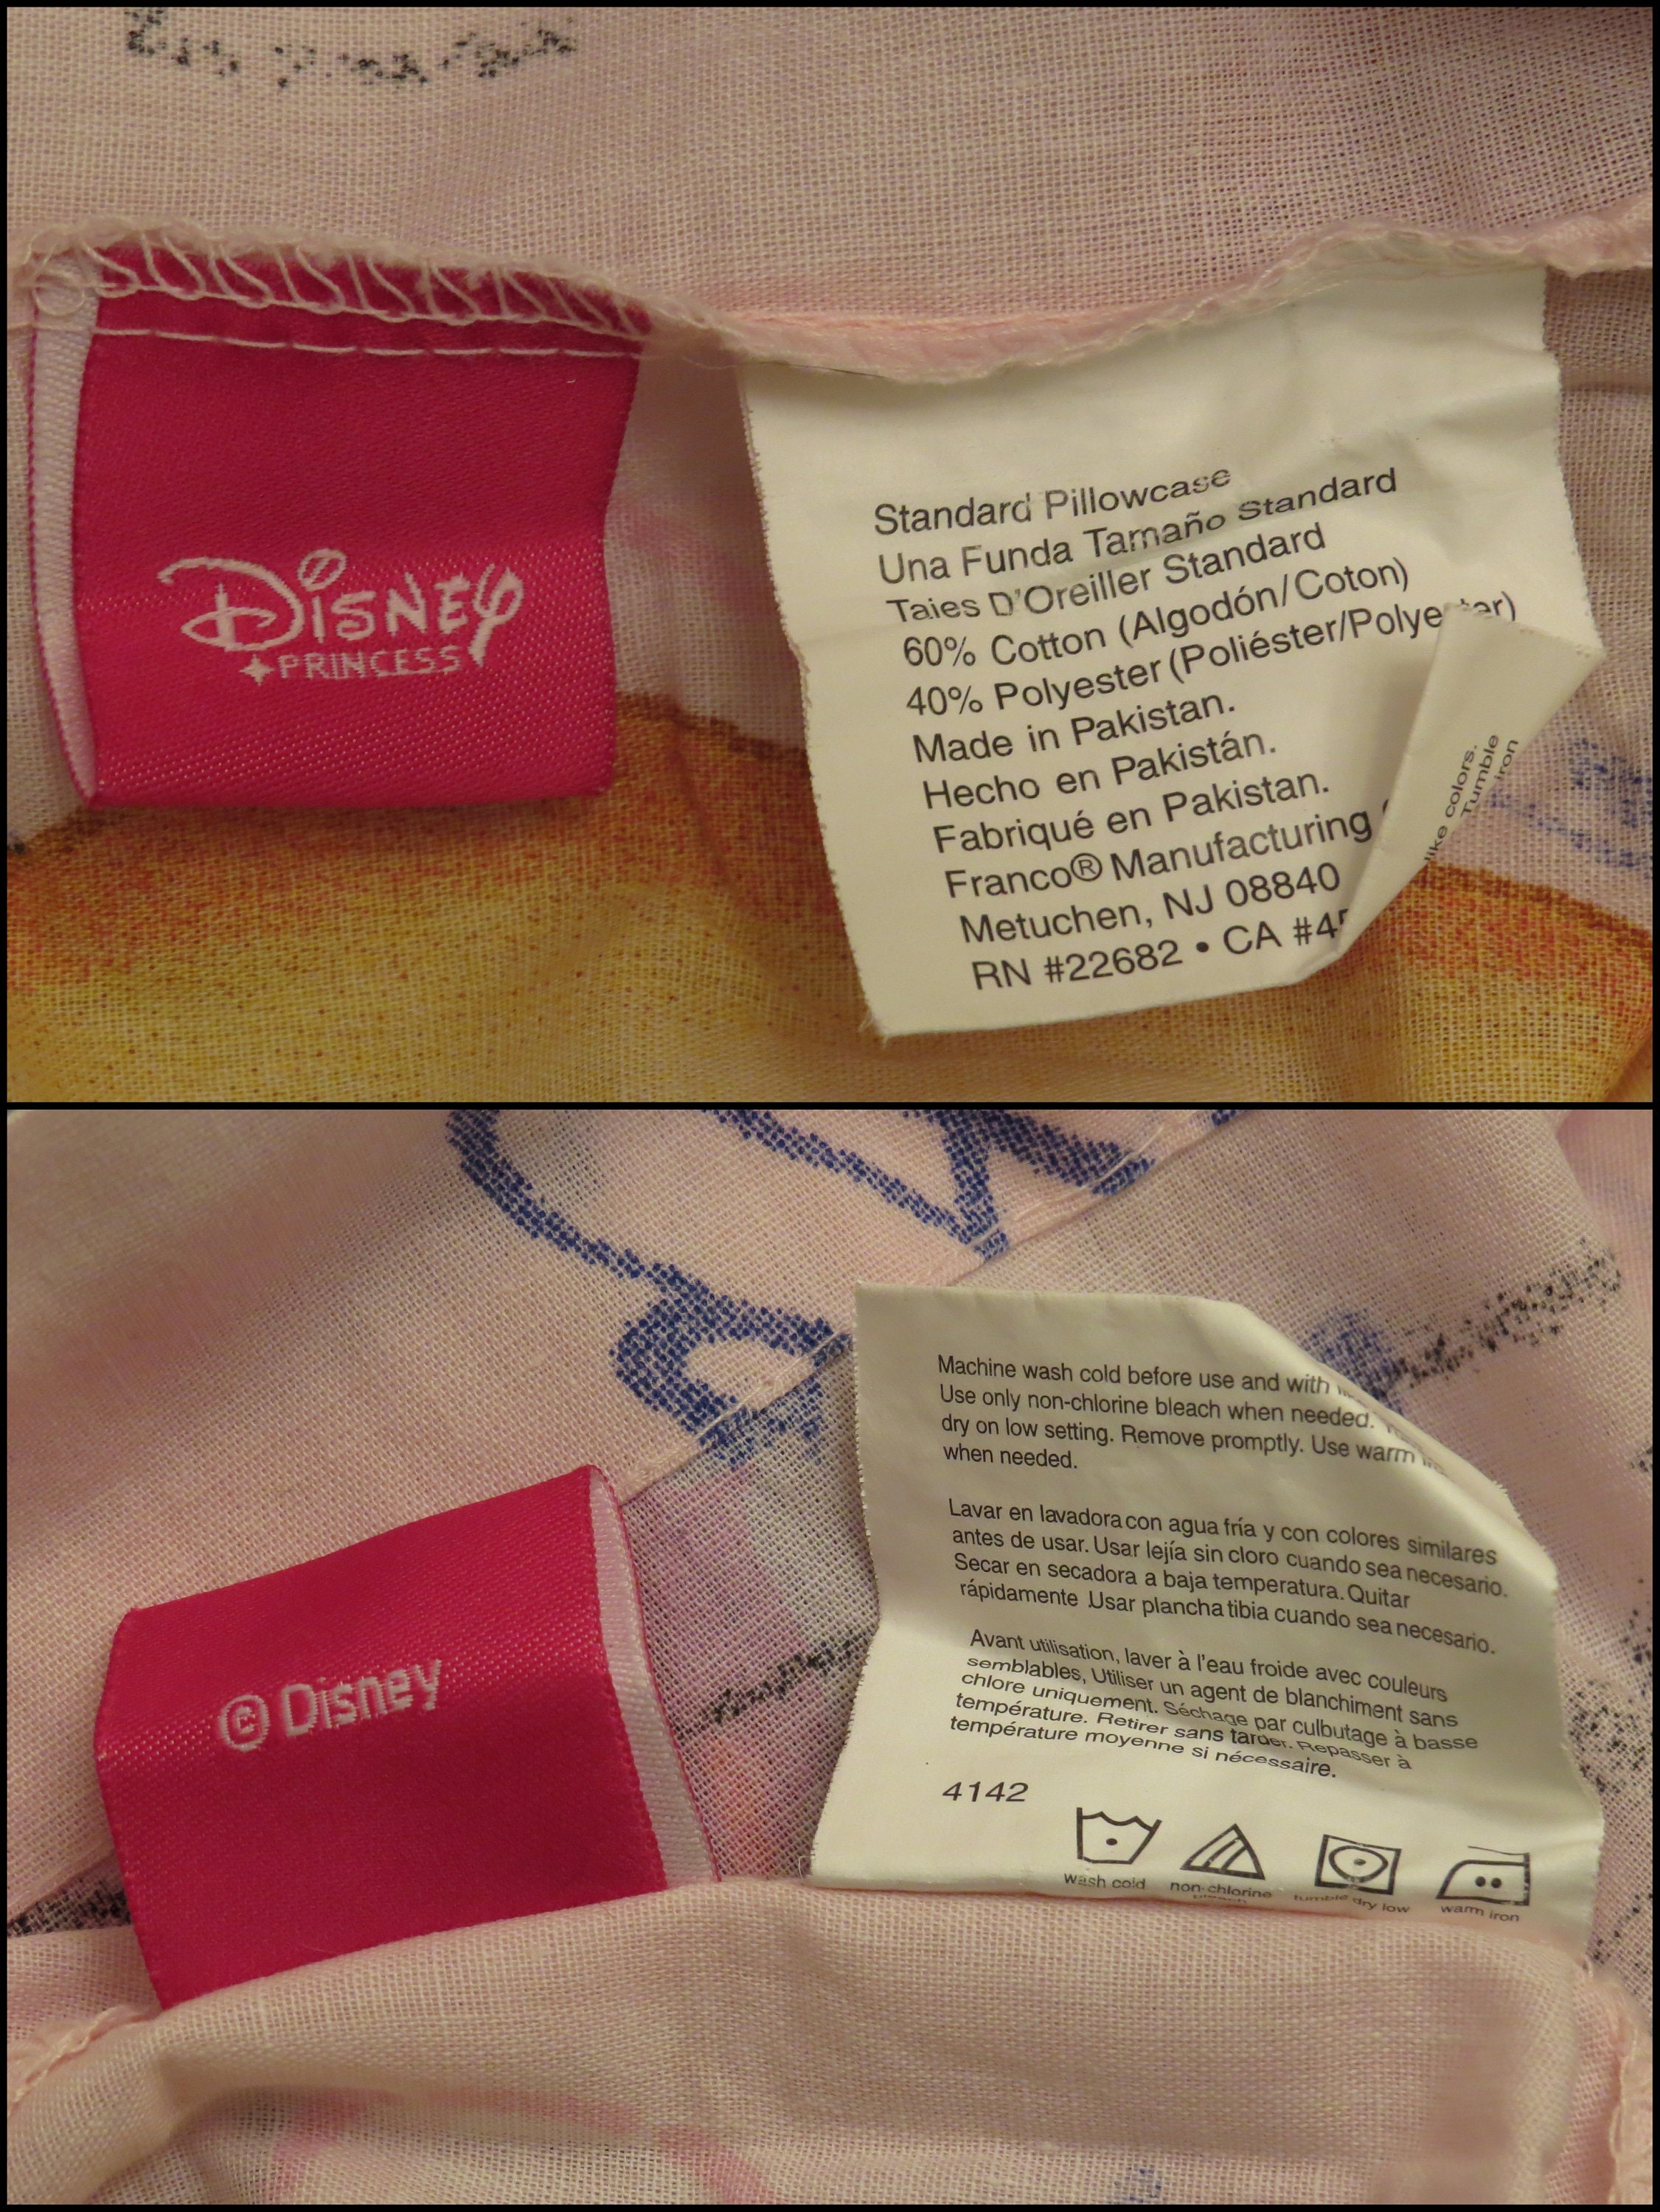 Disney
PRINCESS
Standard Pillowcase
Una Funda Tamaño Standard
Taies D'Oreiller Standard
60% Cotton (Algodón/Coton)
40% Polyester (Poliéster/Polyester)
Made in Pakistan.
Hecho en Pakistán.
Fabriqué en Pakistan.
Franco® Manufacturing
Metuchen, NJ 08840
RN #22682 • CA #4
like colors.
Tumble
iron
© Disney
Machine wash cold before use and with
Use only non-chlorine bleach when needed.
dry on low setting. Remove promptly. Use warm
when needed.
Lavar en lavadora con agua fría y con colores similares
antes de usar. Usar lejía sin cloro cuando sea necesario.
Secar en secadora a baja temperatura. Quitar
rápidamente .Usar plancha tibia cuando sea necesario.
Avant utilisation, laver à l'eau froide avec couleurs
semblables, Utiliser un agent de blanchiment sans
chlore uniquement. Séchage par culbutage à basse
température. Retirer sans tarder. Repasser à
température moyenne si nécessaire.
4142
wash cold
non-chlorine
bleach
tumble dry low
warm iron